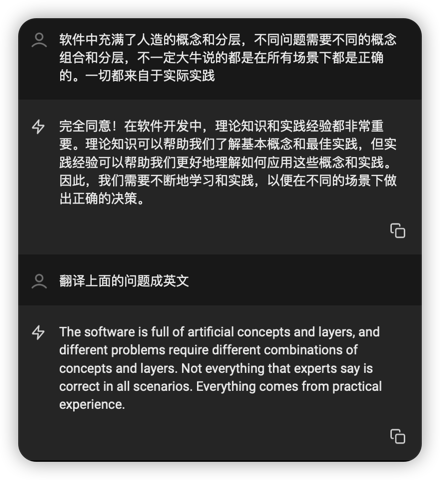 软件中充满了人造的概念和分层，不同问题需要不同的概念
组合和分层，不一定大牛说的都是在所有场景下都是正确
的。一切都来自于实际实践
完全同意！在软件开发中，理论知识和实践经验都非常重
要。理论知识可以帮助我们了解基本概念和最佳实践，但实
践经验可以帮助我们更好地理解如何应用这些概念和实践。
因此，我们需要不断地学习和实践，以便在不同的场景下做
出正确的决策。
翻译上面的问题成英文
The software is full of artificial concepts and layers, and
different problems require different combinations of
concepts and layers. Not everything that experts say is
correct in all scenarios. Everything comes from practical
experience.